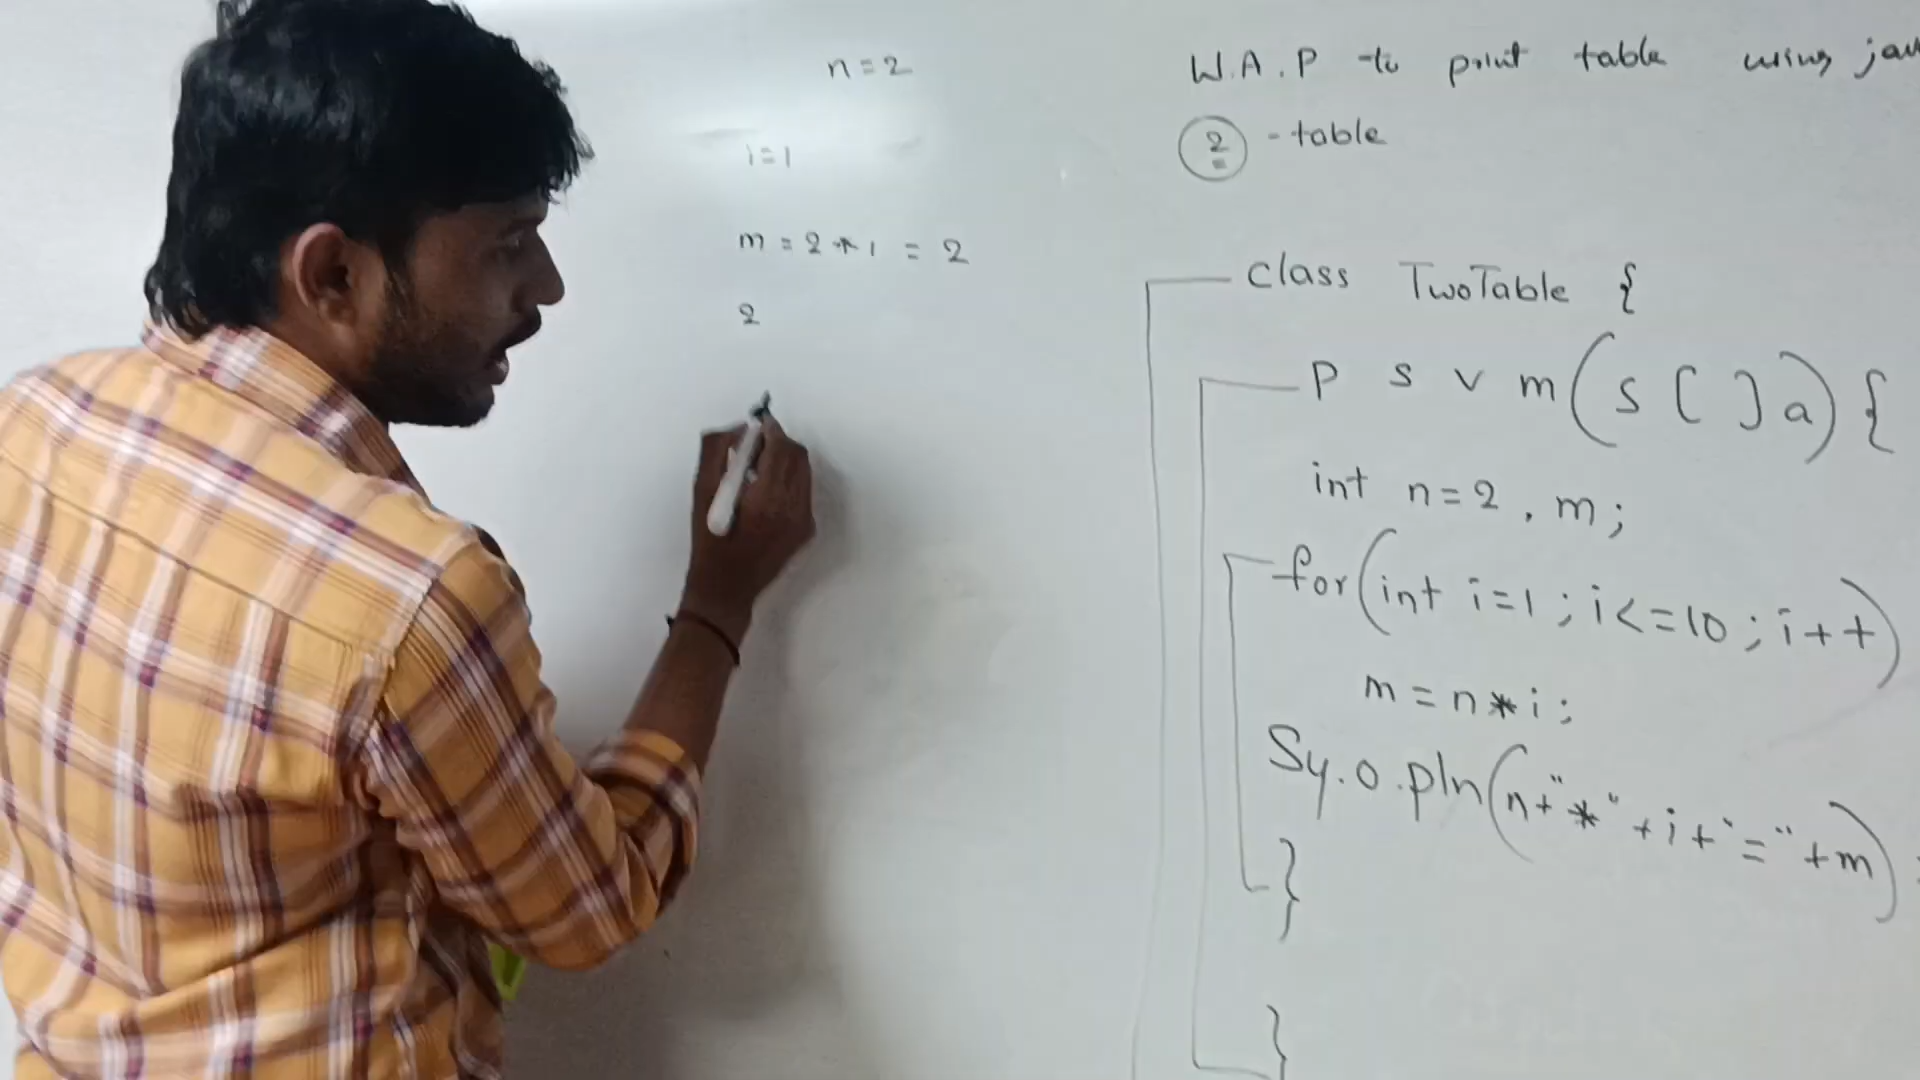 n = 2
i = 1
m = 2 * 1 = 2
2
W.A.P to print table using
2 - table
class TwoTable {
P S V m ( S [ ] a ) {
int n = 2 , m ;
for ( int i = 1 ; i <= 10 ; i + + )
m = n * i ;
Sy.o.pln ( n + " * " + i + " = " + m ) ;
}
}